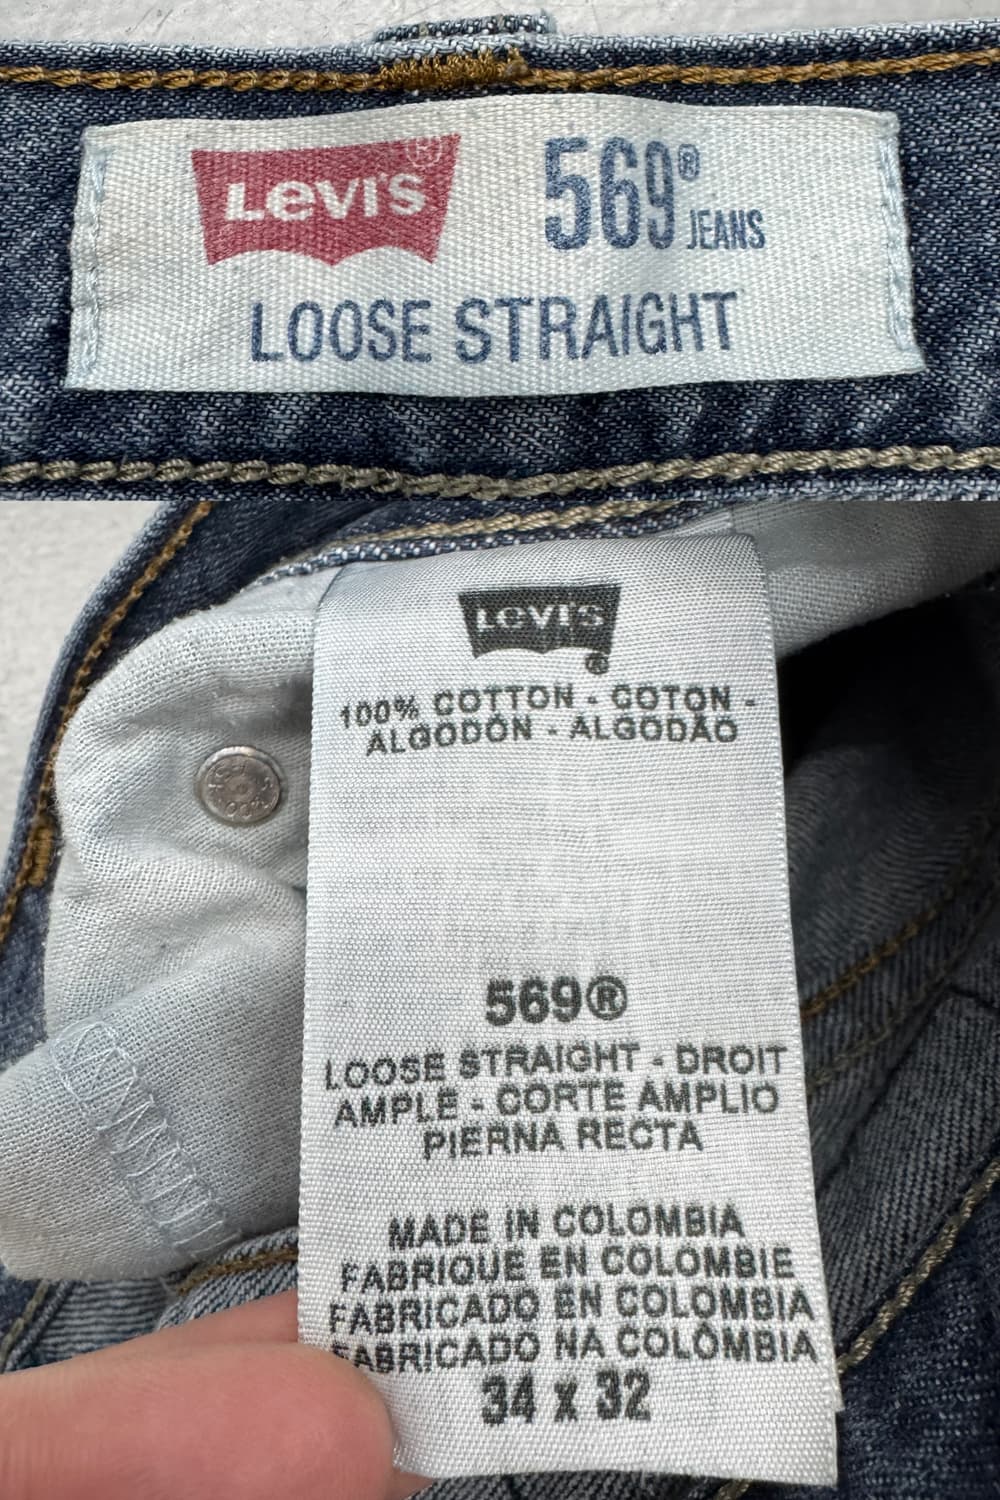 LEVI'S®
569® JEANS
LOOSE STRAIGHT
LEVI'S®
100% COTTON - COTON -
ALGODÓN - ALGODÃO
569®
LOOSE STRAIGHT - DROIT
AMPLE - CORTE AMPLIO
PIERNA RECTA
MADE IN COLOMBIA
FABRIQUE EN COLOMBIE
FABRICADO EN COLOMBIA
FABRICADO NA COLÔMBIA
34 x 32